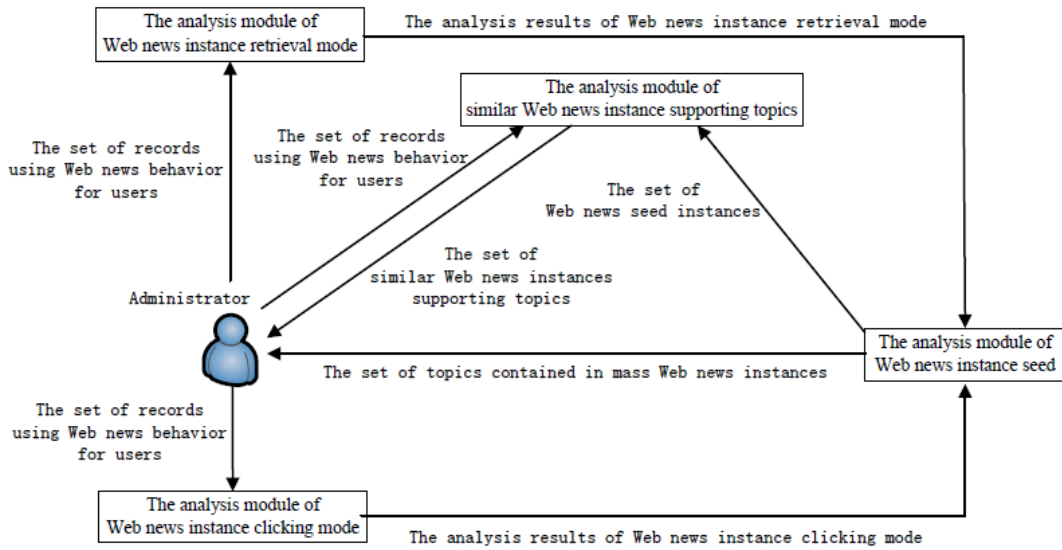 The analysis module of
Web news instance retrieval mode
The analysis results of Web news instance retrieval mode
The analysis module of
similar Web news instance supporting topics
The set of records
using Web news behavior
for users
The set of records
using Web news behavior
for users
The set of
Web news seed instances
The set of
similar Web news instances
supporting topics
Administrator
The analysis module of
Web news instance seed
The set of topics contained in mass Web news instances
The set of records
using Web news behavior
for users
The analysis module of
Web news instance clicking mode
The analysis results of Web news instance clicking mode